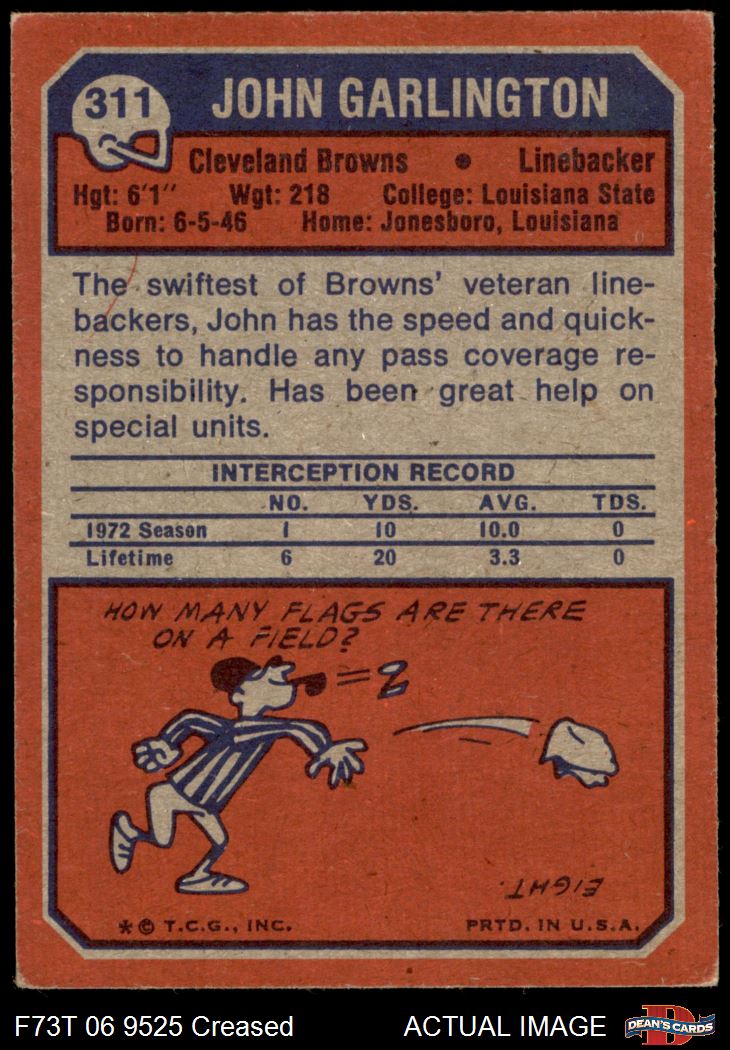 311
JOHN GARLINGTON
Cleveland Browns • Linebacker
Hgt: 6'1" Wgt: 218 College: Louisiana State
Born: 6-5-46 Home: Jonesboro, Louisiana
The swiftest of Browns' veteran line-
backers, John has the speed and quick-
ness to handle any pass coverage re-
sponsibility. Has been great help on
special units.
INTERCEPTION RECORD
NO. YDS. AVG. TDS.
1972 Season 1 10 10.0 0
Lifetime 6 20 3.3 0
HOW MANY FLAGS ARE THERE
ON A FIELD?
EIGHT.
* © T.C.G., INC. PRTD. IN U.S.A.
F73T 06 9525 Creased ACTUAL IMAGE
D
DEAN'S CARDS